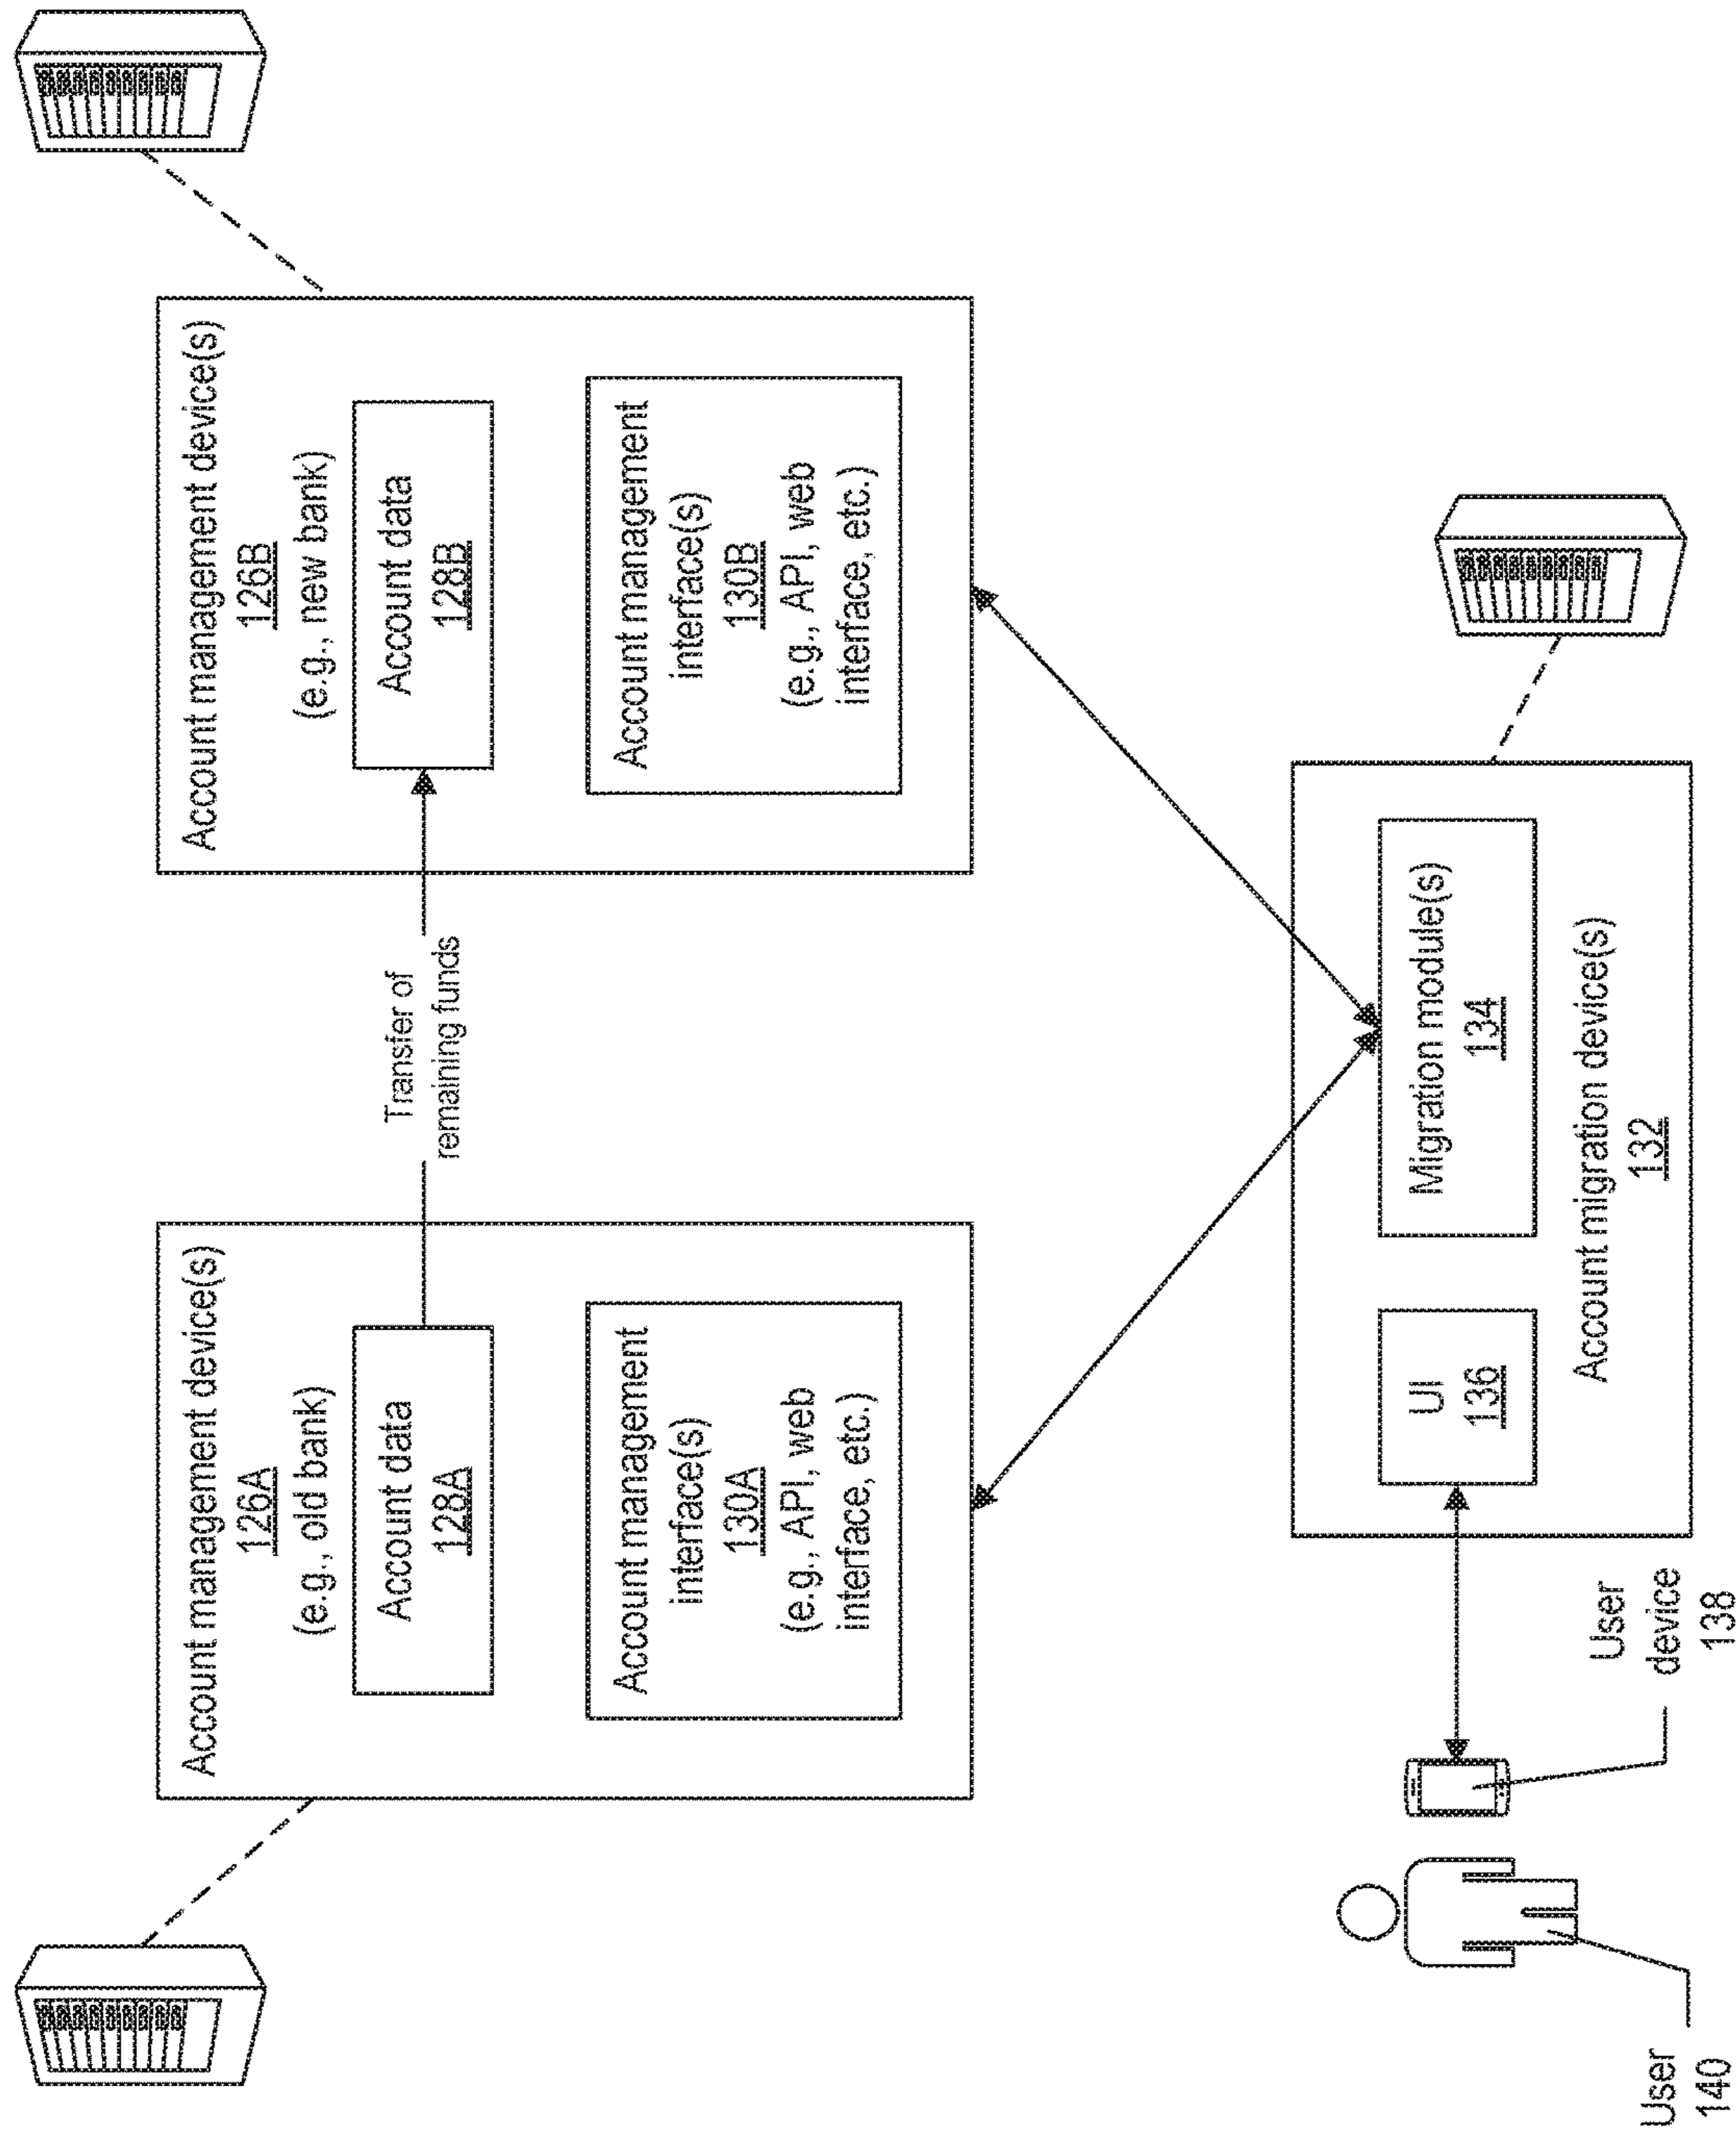 Account management device(s)
126A
(e.g., old bank)
Account data
128A
Account management
interface(s)
130A
(e.g., API, web
interface, etc.)
Transfer of
remaining funds
Account management device(s)
126B
(e.g., new bank)
Account data
128B
Account management
interface(s)
130B
(e.g., API, web
interface, etc.)
User
140
User
device
138
UI
136
Migration module(s)
134
Account migration device(s)
132